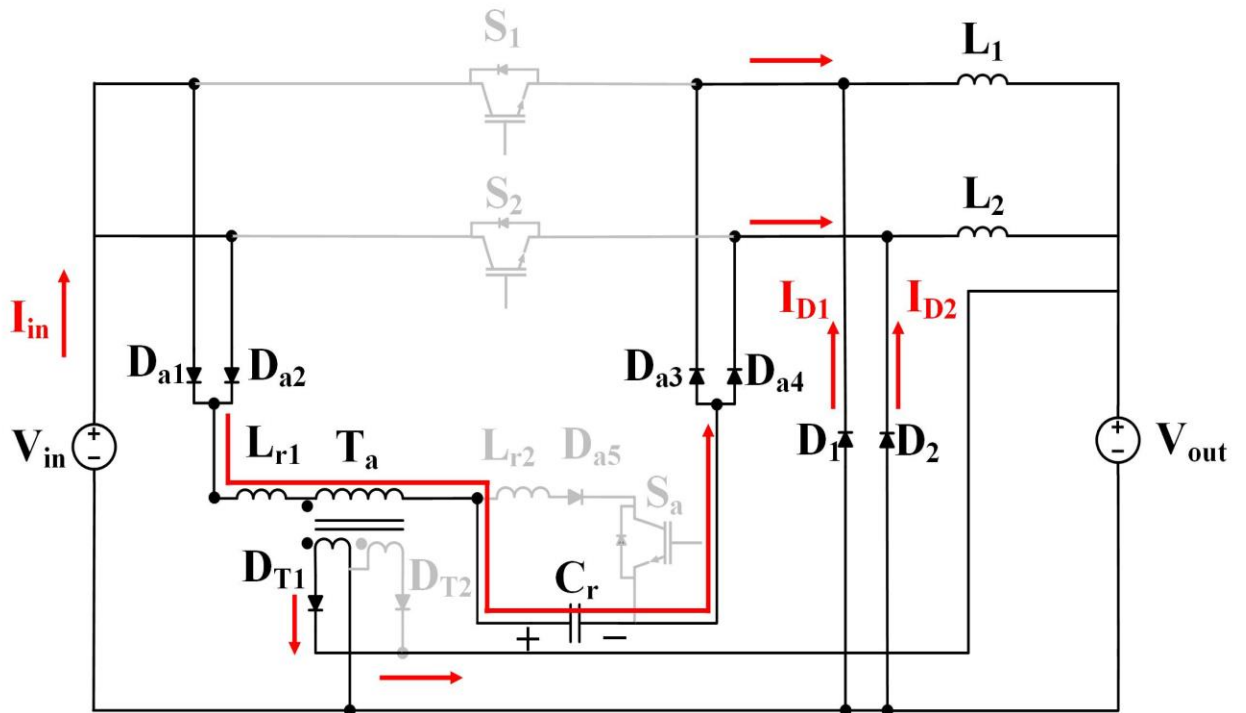 S1
L1
S2
L2
Iin
ID1
ID2
Da1
Da2
Da3
Da4
Vin
+
−
Lr1
Ta
Lr2
Da5
Sa
D1
D2
+
−
Vout
DT1
DT2
Cr
+
−